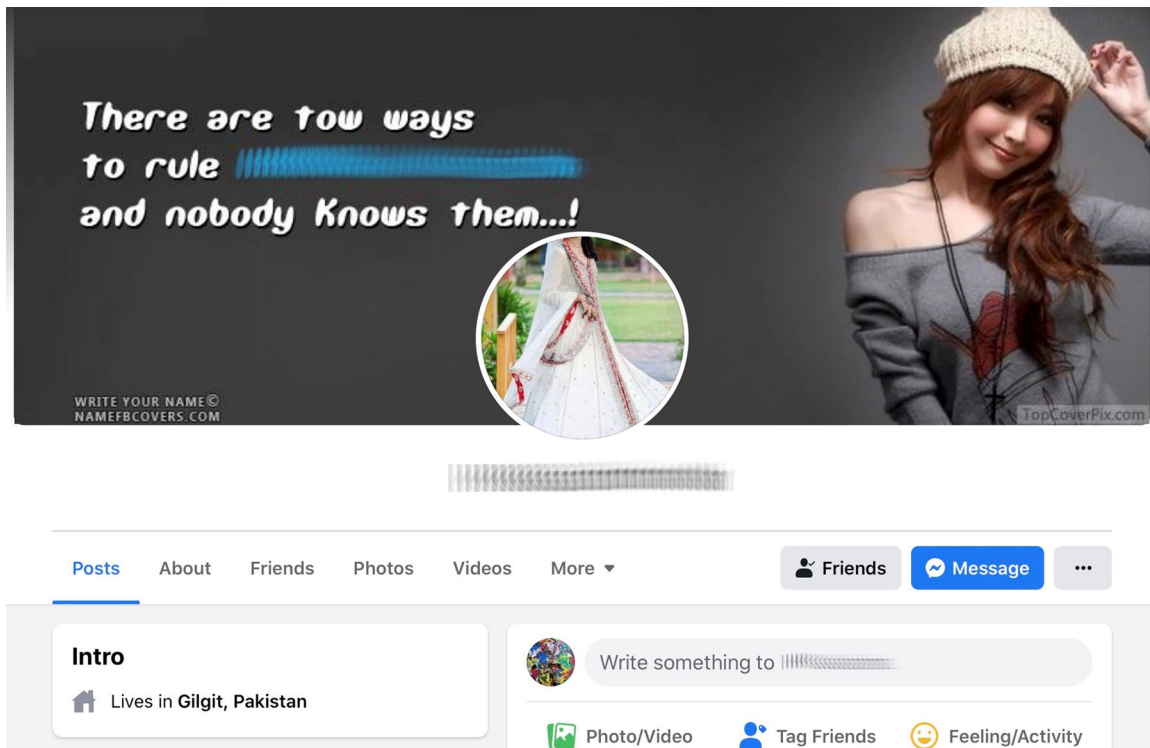 There are tow ways
to rule
and nobody Knows them...!
WRITE YOUR NAME©
NAMEFBCOVERS.COM
TopCoverPix.com
Posts About Friends Photos Videos More
Friends Message
Intro
Lives in Gilgit, Pakistan
Write something to
Photo/Video Tag Friends Feeling/Activity